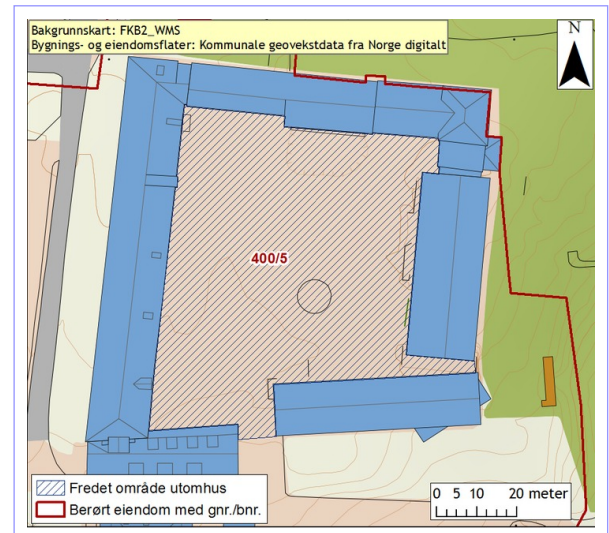 Bakgrunnskart: FKB2_WMS
Bygnings- og eiendomsflater: Kommunale geovekstdata fra Norge digitalt
N
400/5
Fredet område utomhus
Berørt eiendom med gnr./bnr.
0 5 10 20 meter